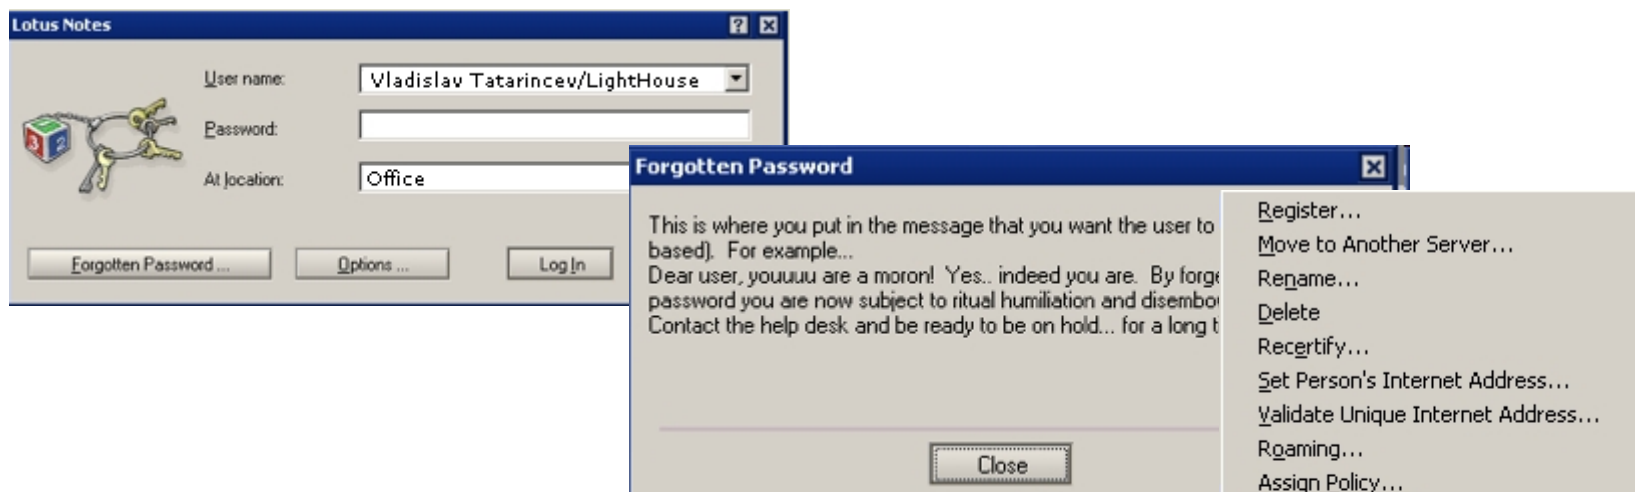 Lotus Notes
User name:
Vladislav Tatarincev/LightHouse
Password:
At location:
Office
Forgotten Password ...
Options ...
Log In
Forgotten Password
This is where you put in the message that you want the user to
based). For example...
Dear user, youuuu are a moron! Yes.. indeed you are. By forge
password you are now subject to ritual humiliation and disembo
Contact the help desk and be ready to be on hold... for a long t
Close
Register...
Move to Another Server...
Rename...
Delete
Recertify...
Set Person's Internet Address...
Validate Unique Internet Address...
Roaming...
Assign Policy...